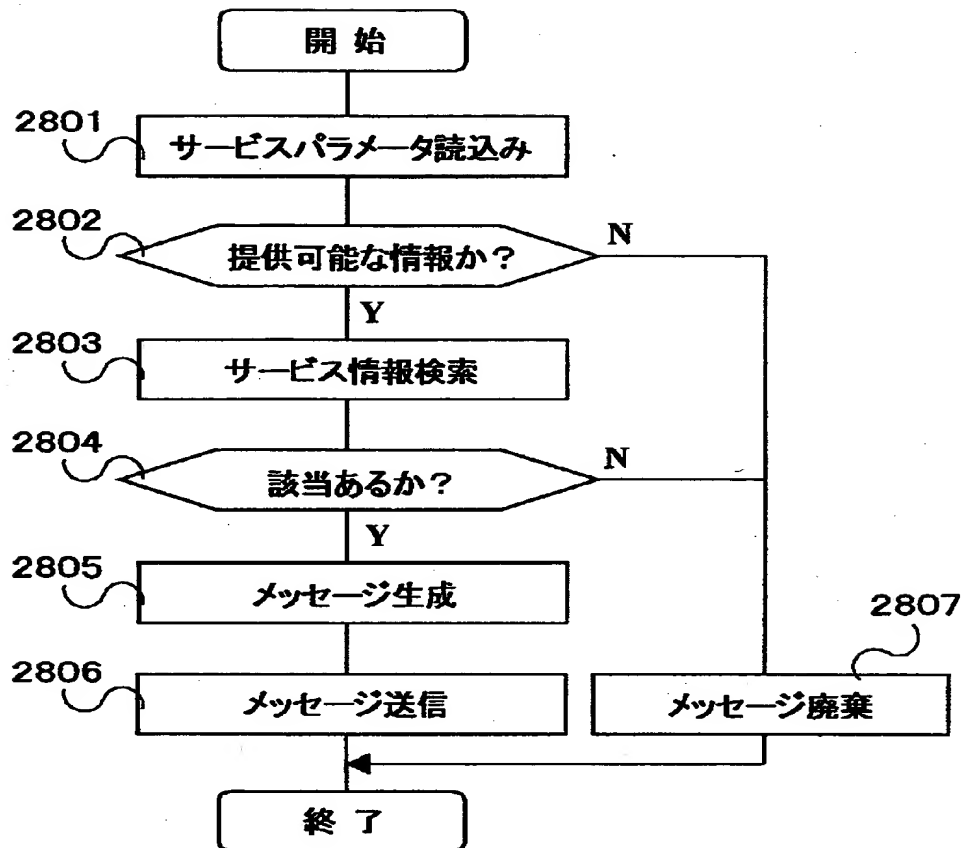 開始
2801
サービスパラメータ読込み
2802
提供可能な情報か?
N
Y
2803
サービス情報検索
2804
該当あるか?
N
Y
2805
メッセージ生成
2807
2806
メッセージ送信
メッセージ廃棄
終了